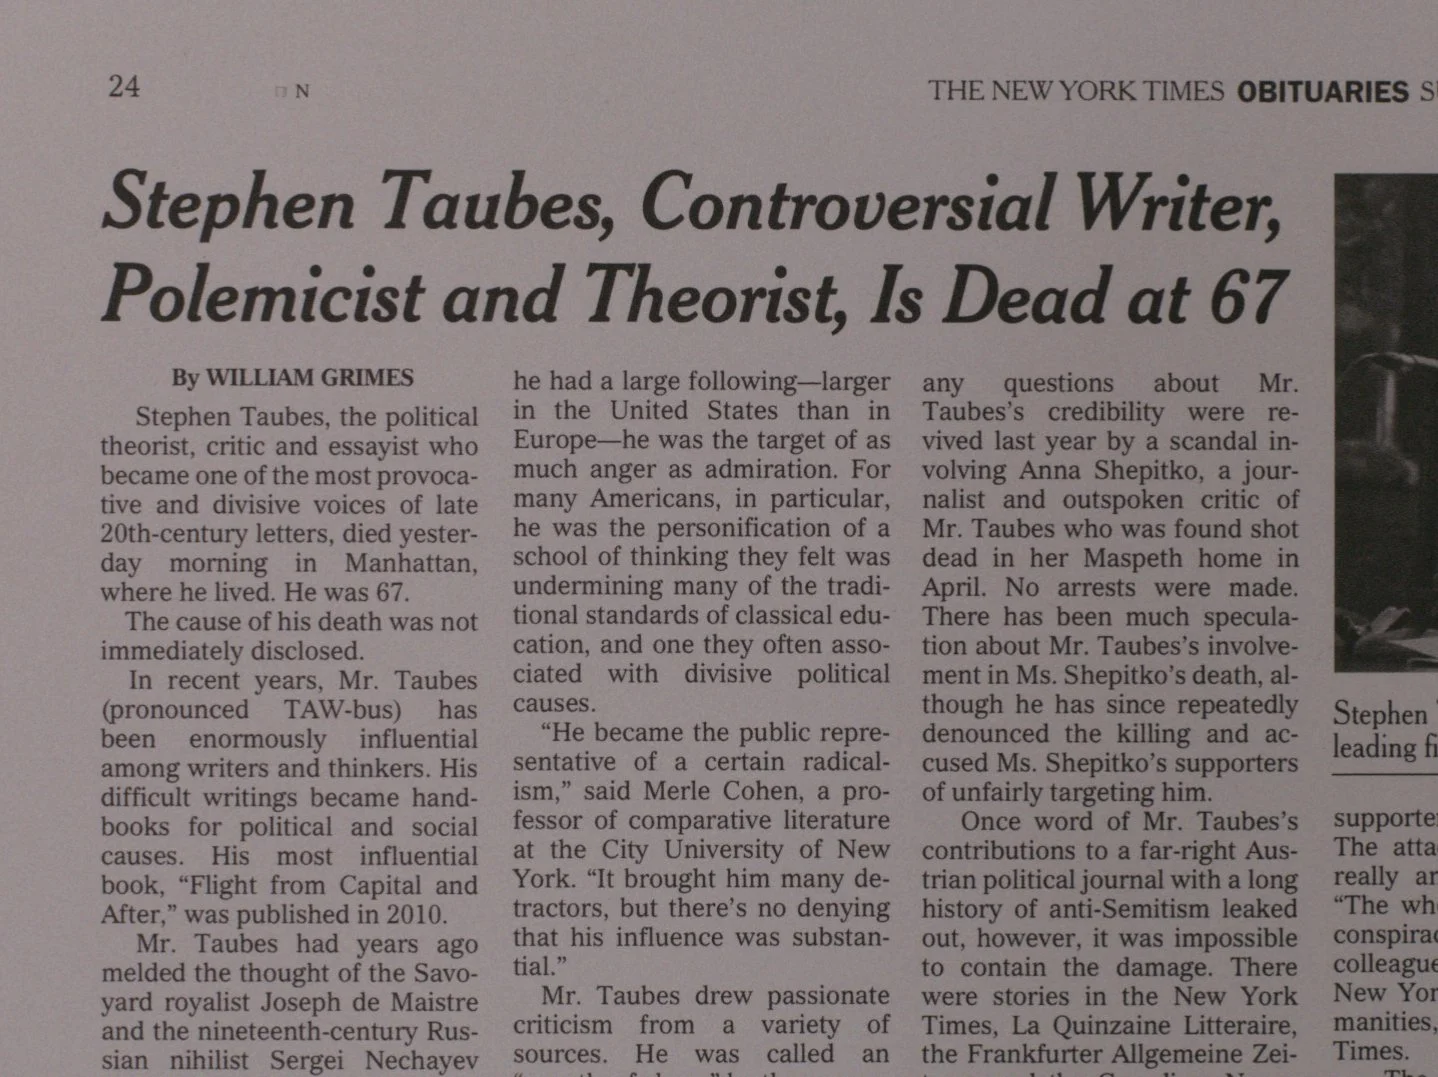 24
N
THE NEW YORK TIMES OBITUARIES
Stephen Taubes, Controversial Writer,
Polemicist and Theorist, Is Dead at 67
By WILLIAM GRIMES
Stephen Taubes, the political
theorist, critic and essayist who
became one of the most provoca-
tive and divisive voices of late
20th-century letters, died yester-
day morning in Manhattan,
where he lived. He was 67.
The cause of his death was not
immediately disclosed.
In recent years, Mr. Taubes
(pronounced TAW-bus) has
been enormously influential
among writers and thinkers. His
difficult writings became hand-
books for political and social
causes. His most influential
book, “Flight from Capital and
After,” was published in 2010.
Mr. Taubes had years ago
melded the thought of the Savo-
yard royalist Joseph de Maistre
and the nineteenth-century Rus-
sian nihilist Sergei Nechayev
he had a large following—larger
in the United States than in
Europe—he was the target of as
much anger as admiration. For
many Americans, in particular,
he was the personification of a
school of thinking they felt was
undermining many of the tradi-
tional standards of classical edu-
cation, and one they often asso-
ciated with divisive political
causes.
“He became the public repre-
sentative of a certain radical-
ism,” said Merle Cohen, a pro-
fessor of comparative literature
at the City University of New
York. “It brought him many de-
tractors, but there’s no denying
that his influence was substan-
tial.”
Mr. Taubes drew passionate
criticism from a variety of
sources. He was called an
any questions about Mr.
Taubes’s credibility were re-
vived last year by a scandal in-
volving Anna Shepitko, a jour-
nalist and outspoken critic of
Mr. Taubes who was found shot
dead in her Maspeth home in
April. No arrests were made.
There has been much specula-
tion about Mr. Taubes’s involve-
ment in Ms. Shepitko’s death, al-
though he has since repeatedly
denounced the killing and ac-
cused Ms. Shepitko’s supporters
of unfairly targeting him.
Once word of Mr. Taubes’s
contributions to a far-right Aus-
trian political journal with a long
history of anti-Semitism leaked
out, however, it was impossible
to contain the damage. There
were stories in the New York
Times, La Quinzaine Litteraire,
the Frankfurter Allgemeine Zei-
Stephen
leading
supporte
The atta
really
“The
conspirac
colleague
New
manities,
Times.
The